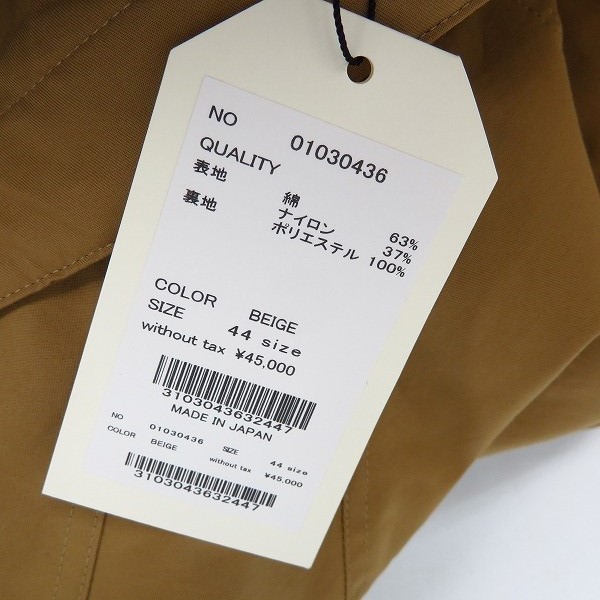 NO 01030436
QUALITY
表地 綿 63%
ナイロン 37%
裏地 ポリエステル 100%
COLOR BEIGE
SIZE 44 size
without tax ¥45,000
3103043632447
MADE IN JAPAN
NO 01030436 SIZE 44 size
COLOR BEIGE without tax ¥45,000
3103043632447